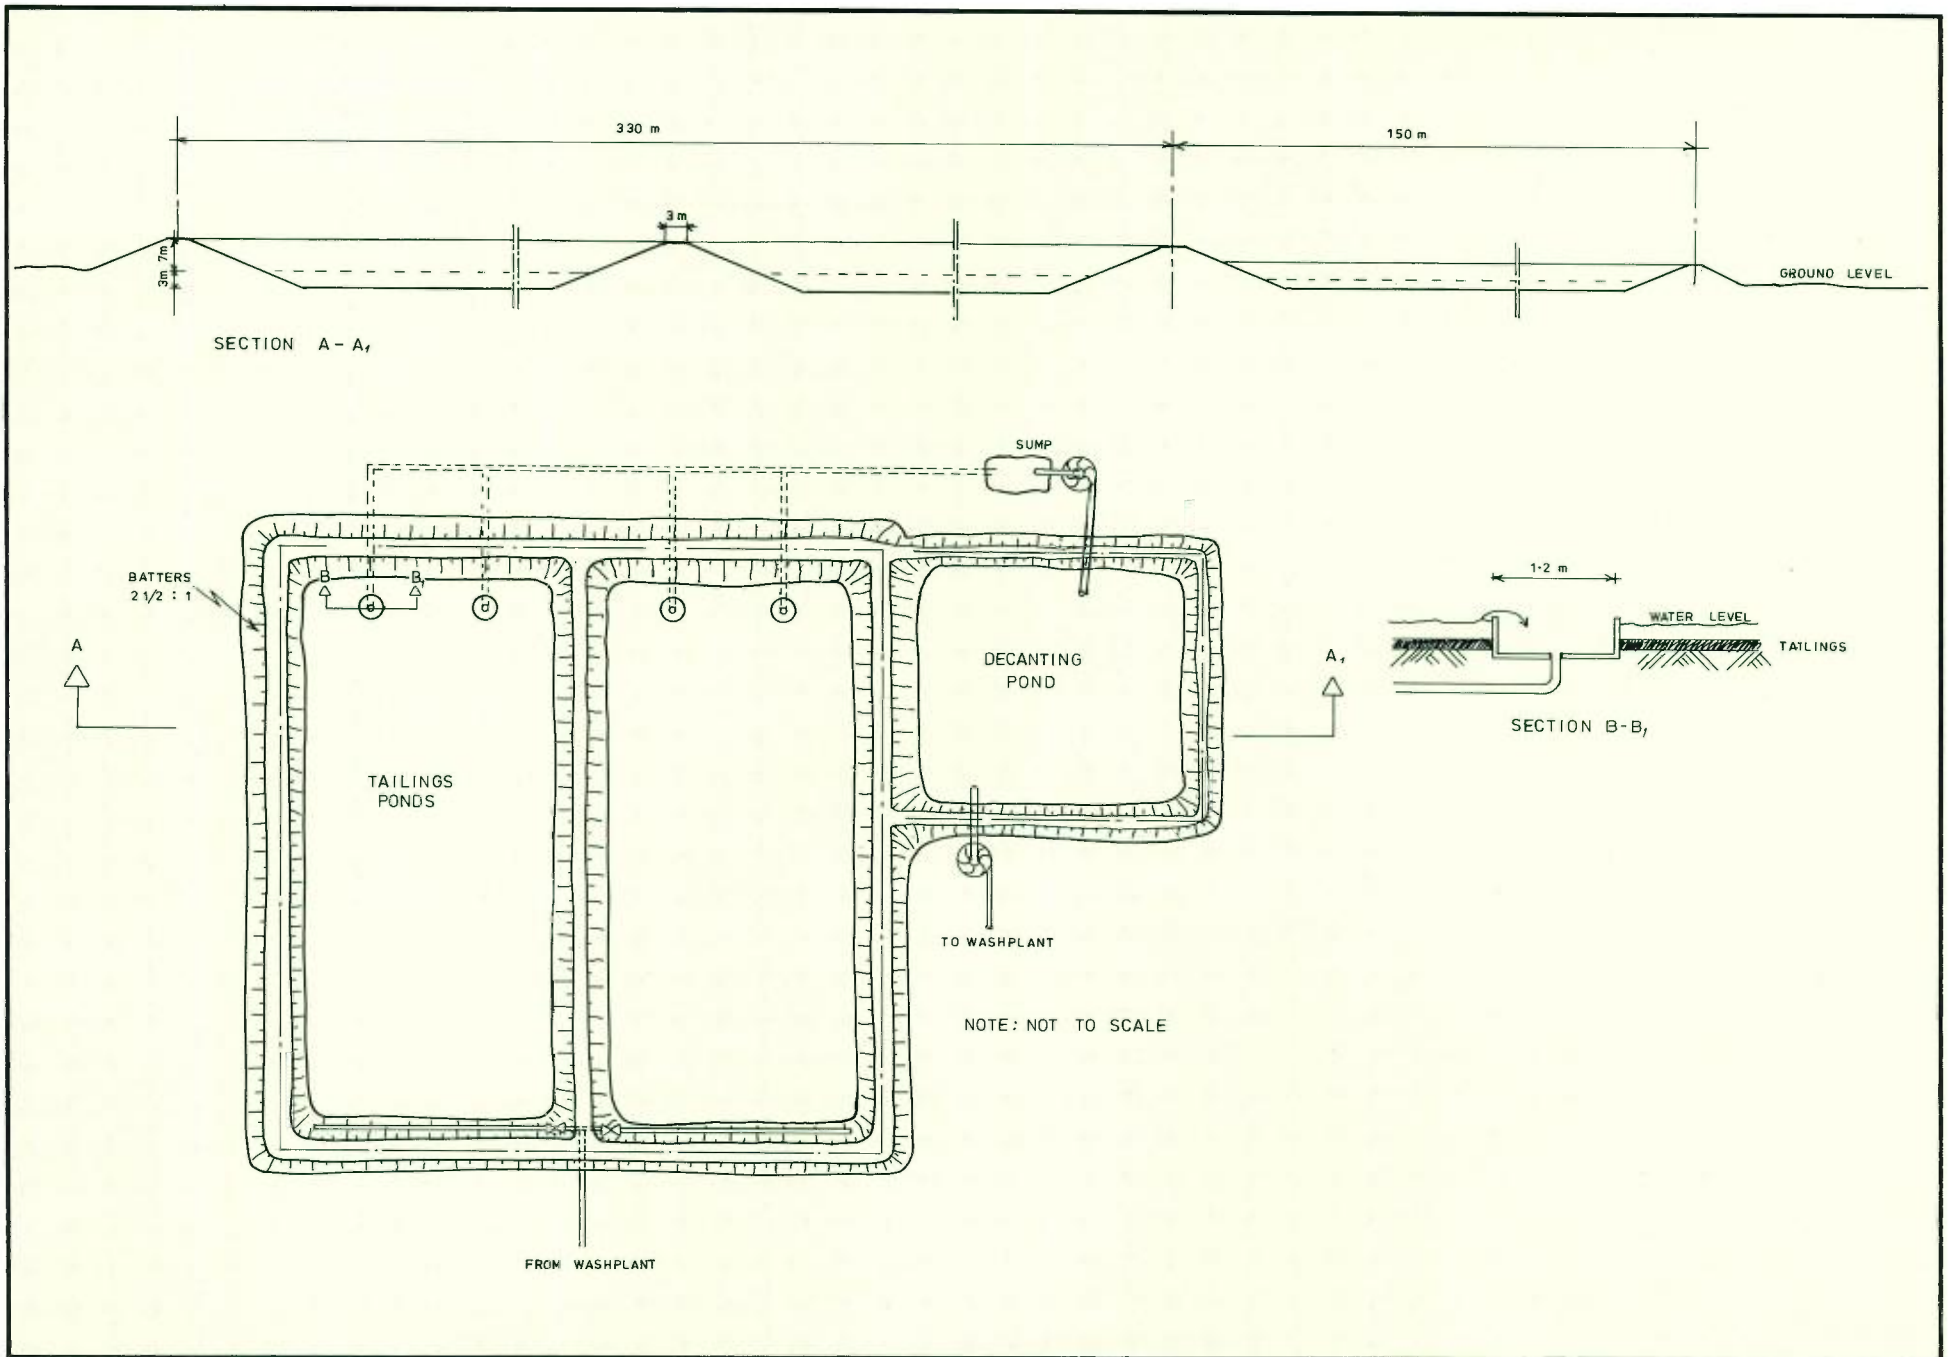 330 m
150 m
3 m
7m
3m
GROUND LEVEL
SECTION A - A₁
SUMP
BATTERS
2 1/2 : 1
B
B₁
1·2 m
WATER LEVEL
TAILINGS
A
DECANTING
POND
A₁
SECTION B-B₁
TAILINGS
PONDS
TO WASHPLANT
NOTE: NOT TO SCALE
FROM WASHPLANT